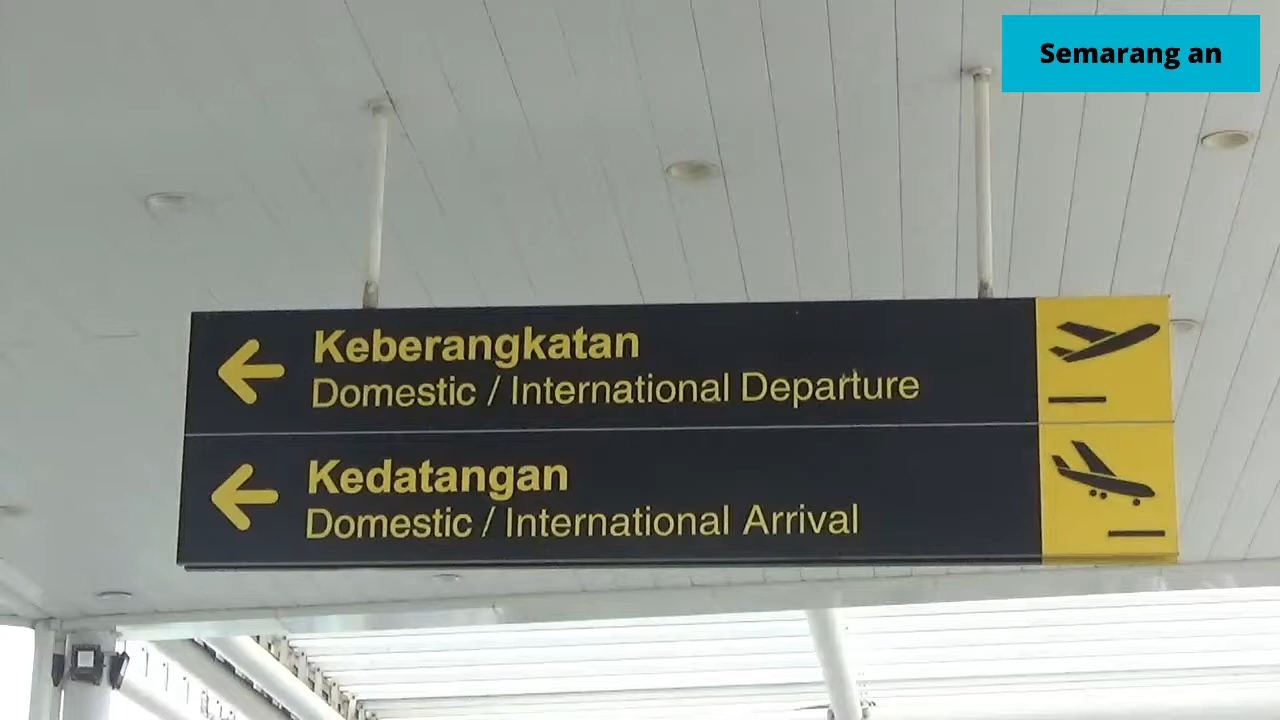 Semarang an
Keberangkatan
Domestic / International Departure
Kedatangan
Domestic / International Arrival